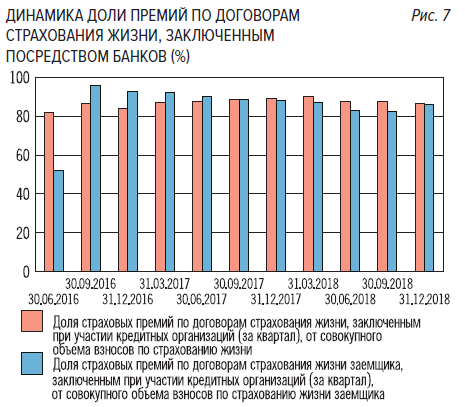 ДИНАМИКА ДОЛИ ПРЕМИЙ ПО ДОГОВОРАМ
Рис. 7
СТРАХОВАНИЯ ЖИЗНИ, ЗАКЛЮЧЕННЫМ
ПОСРЕДСТВОМ БАНКОВ (%)
100
80
60
40
20
0
30.09.2016 31.03.2017 30.09.2017 31.03.2018 30.09.2018
30.06.2016 31.12.2016 30.06.2017 31.12.2017 30.06.2018 31.12.2018
Доля страховых премий по договорам страхования жизни, заключенным
при участии кредитных организаций (за квартал), от совокупного
объема взносов по страхованию жизни
Доля страховых премий по договорам страхования жизни заемщика,
заключенным при участии кредитных организаций (за квартал),
от совокупного объема взносов по страхованию жизни заемщика